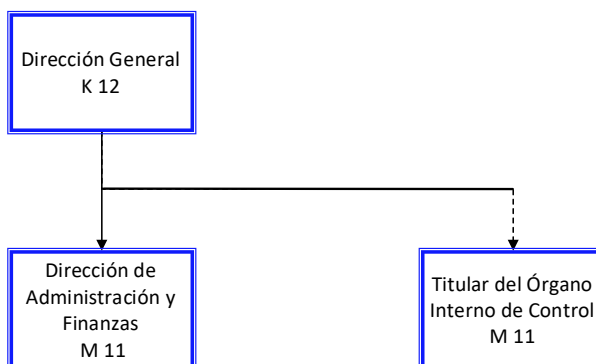 Dirección General
K 12
Dirección de
Administración y
Finanzas
M 11
Titular del Órgano
Interno de Control
M 11